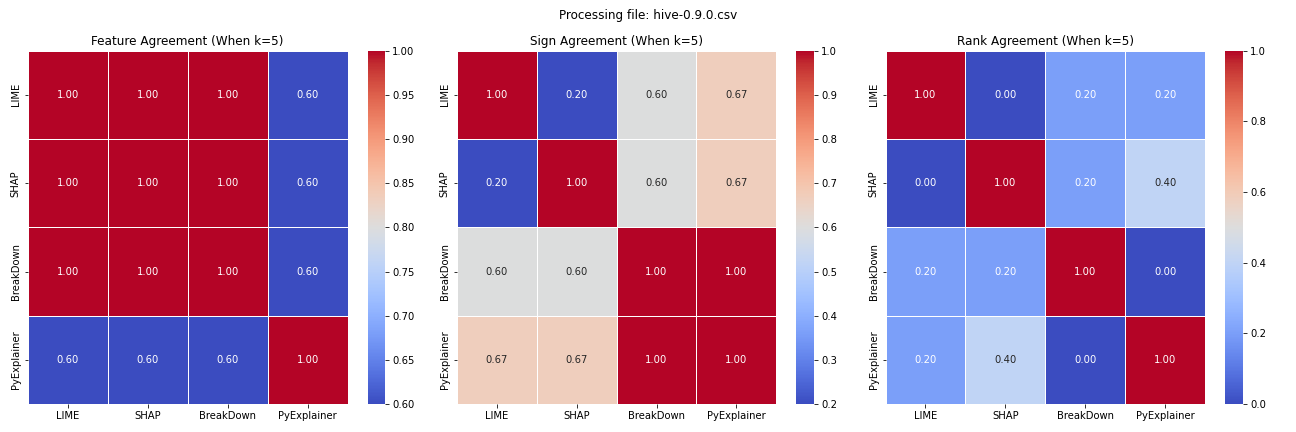 Processing file: hive-0.9.0.csv
Feature Agreement (When k=5)
LIME
SHAP
BreakDown
PyExplainer
1.00 1.00 1.00 0.60
1.00 1.00 1.00 0.60
1.00 1.00 1.00 0.60
0.60 0.60 0.60 1.00
LIME SHAP BreakDown PyExplainer
1.00
0.95
0.90
0.85
0.80
0.75
0.70
0.65
0.60
Sign Agreement (When k=5)
LIME
SHAP
BreakDown
PyExplainer
1.00 0.20 0.60 0.67
0.20 1.00 0.60 0.67
0.60 0.60 1.00 1.00
0.67 0.67 1.00 1.00
LIME SHAP BreakDown PyExplainer
1.0
0.9
0.8
0.7
0.6
0.5
0.4
0.3
0.2
Rank Agreement (When k=5)
LIME
SHAP
BreakDown
PyExplainer
1.00 0.00 0.20 0.20
0.00 1.00 0.20 0.40
0.20 0.20 1.00 0.00
0.20 0.40 0.00 1.00
LIME SHAP BreakDown PyExplainer
1.0
0.8
0.6
0.4
0.2
0.0